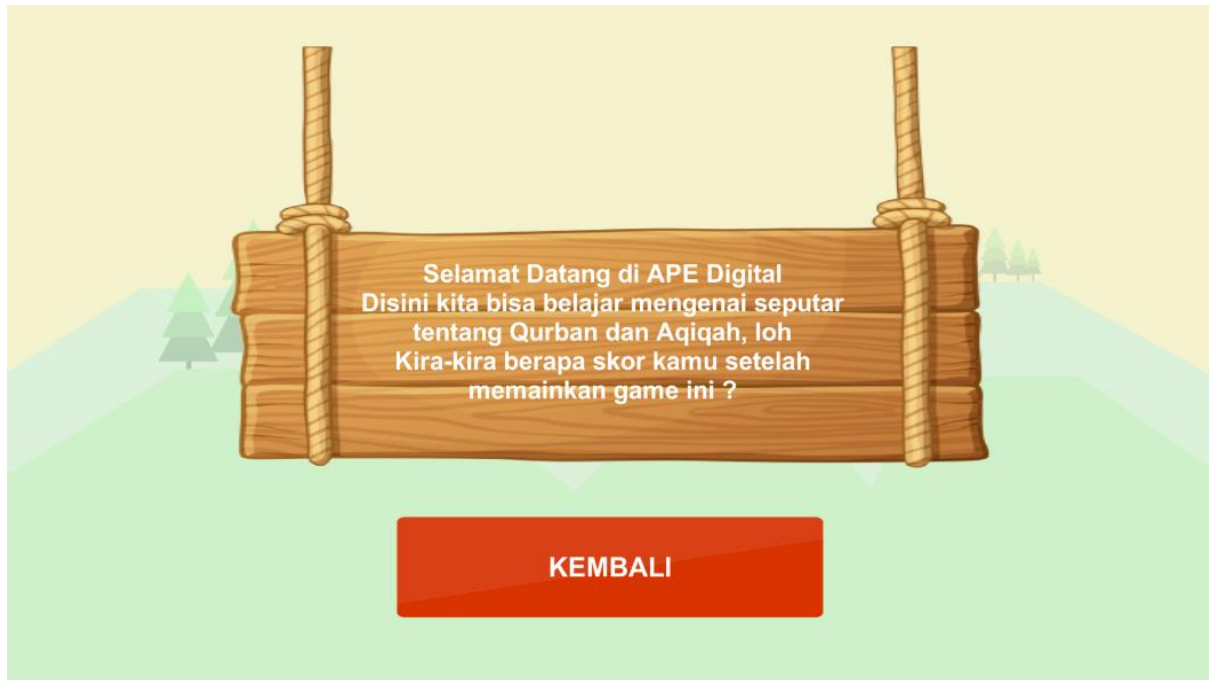 Selamat Datang di APE Digital
Disini kita bisa belajar mengenai seputar
tentang Qurban dan Aqiqah, loh
Kira-kira berapa skor kamu setelah
memainkan game ini ?
KEMBALI